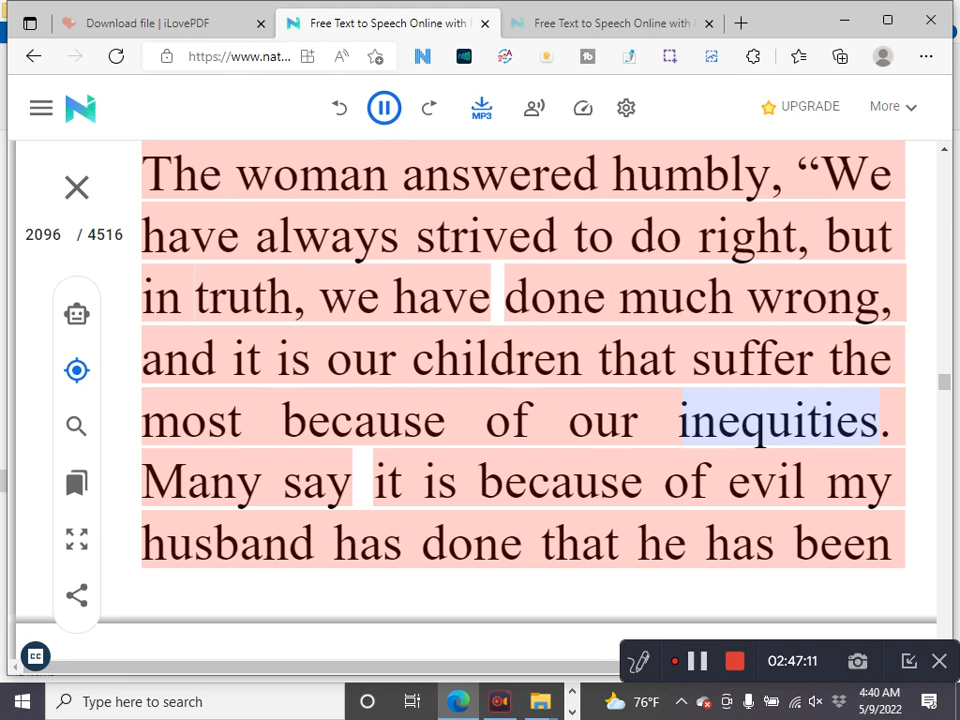 Download file | iLovePDF
Free Text to Speech Online with
Free Text to Speech Online with
https://www.nat...
MP3
UPGRADE
More
2096 / 4516
The woman answered humbly, “We
have always strived to do right, but
in truth, we have done much wrong,
and it is our children that suffer the
most because of our inequities.
Many say it is because of evil my
husband has done that he has been
CC
02:47:11
Type here to search
76°F
4:40 AM
5/9/2022